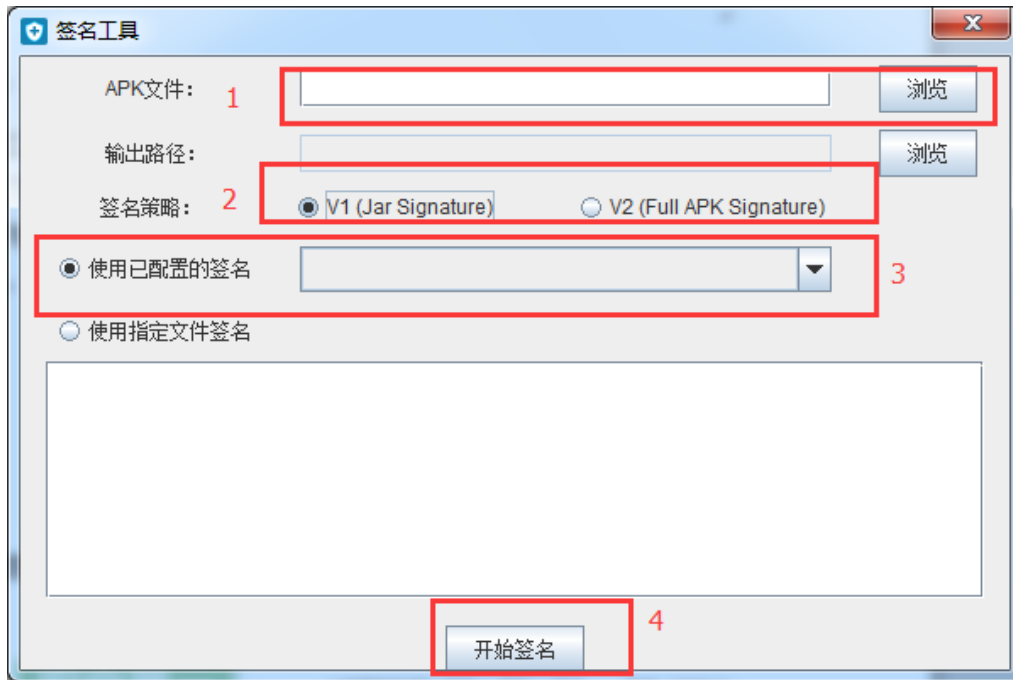 签名工具
APK文件： 1 浏览
输出路径： 浏览
签名策略： 2 V1 (Jar Signature) V2 (Full APK Signature)
使用已配置的签名 3
使用指定文件签名
开始签名 4